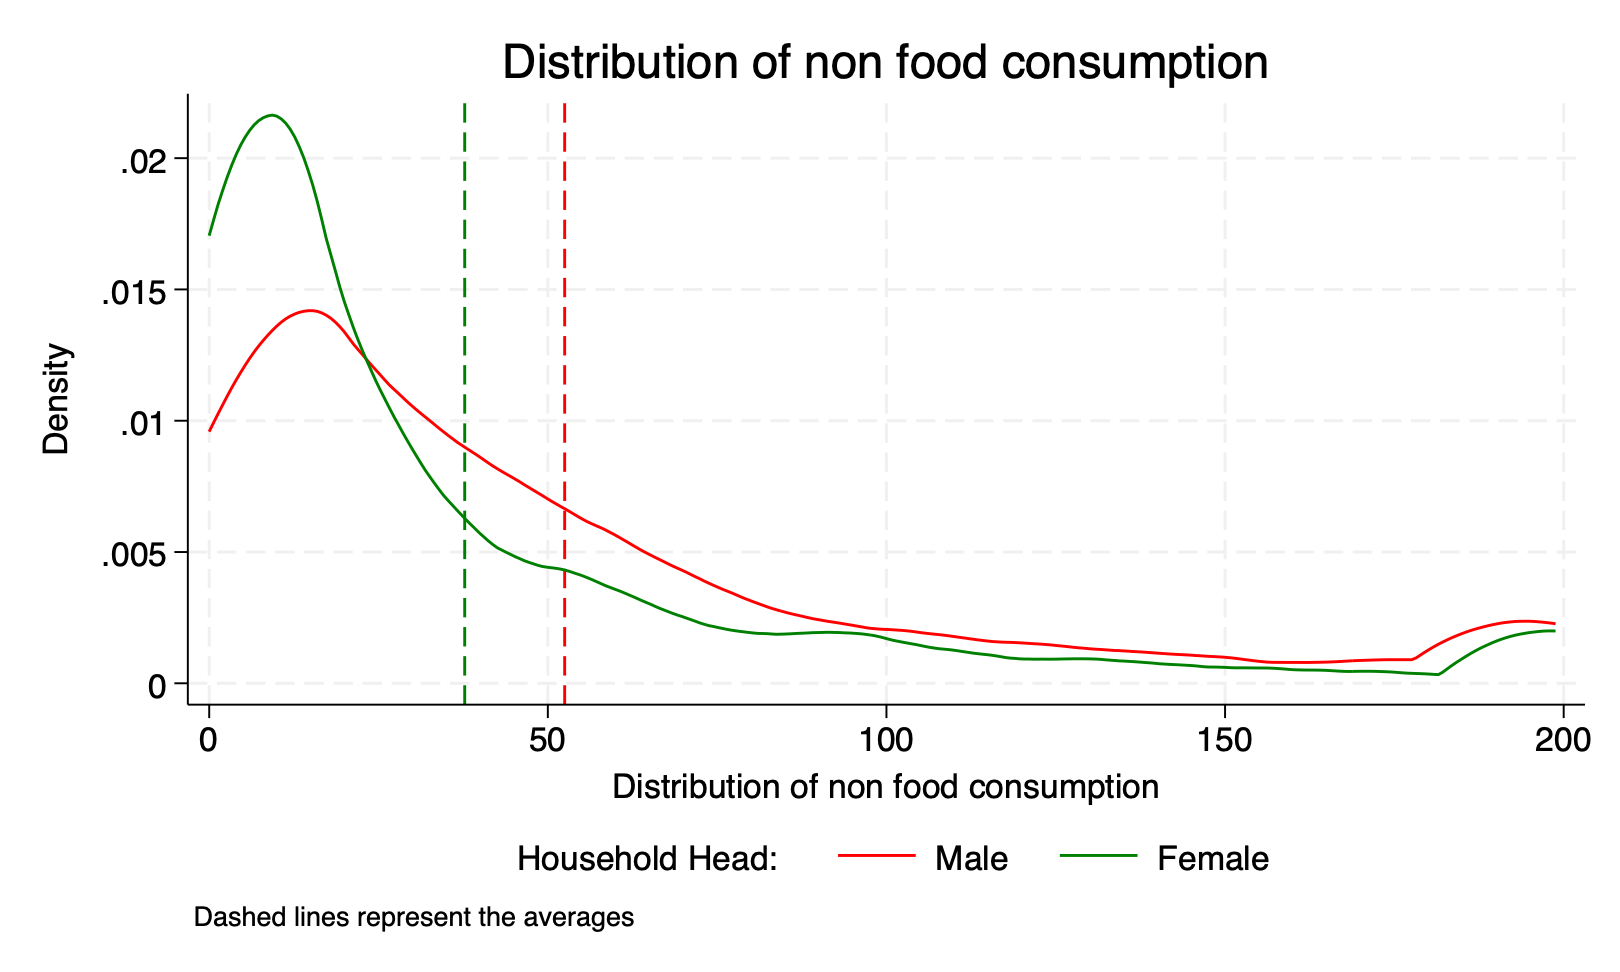 Distribution of non food consumption
Density
.02
.015
.01
.005
0
0 50 100 150 200
Distribution of non food consumption
Household Head: Male Female
Dashed lines represent the averages